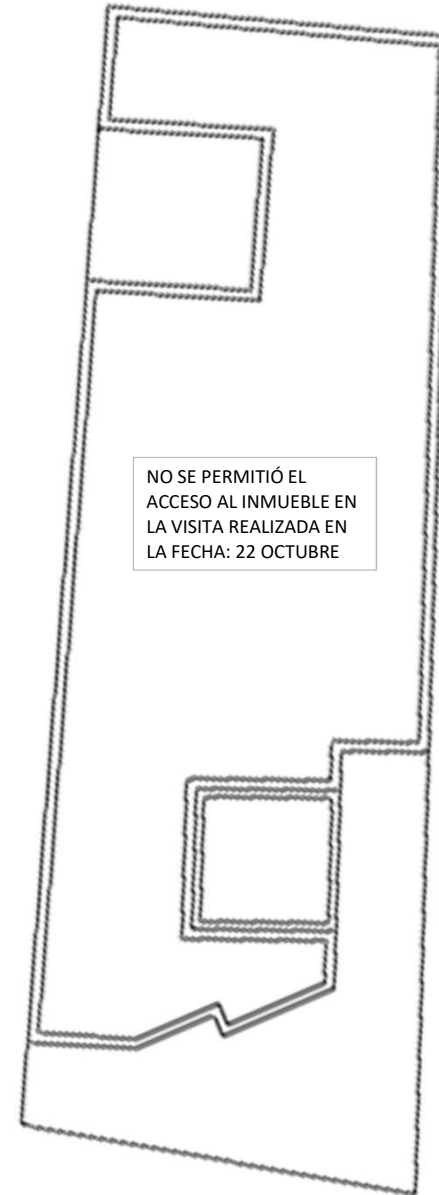 NO SE PERMITIÓ EL
ACCESO AL INMUEBLE EN
LA VISITA REALIZADA EN
LA FECHA: 22 OCTUBRE